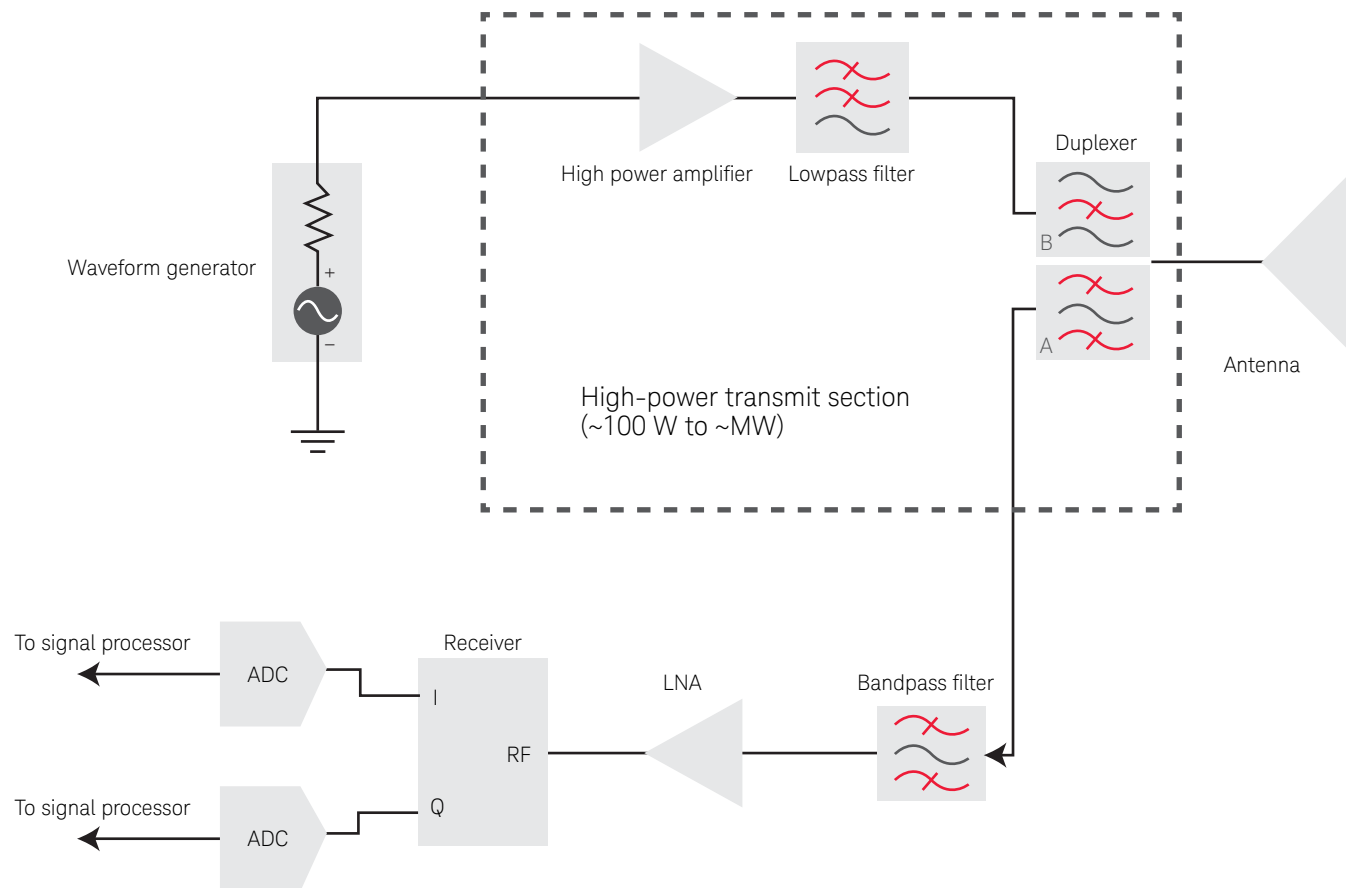 Duplexer
High power amplifier
Lowpass filter
B
Waveform generator
+
−
A
Antenna
High-power transmit section
(~100 W to ~MW)
To signal processor
ADC
Receiver
I
LNA
Bandpass filter
RF
To signal processor
ADC
Q